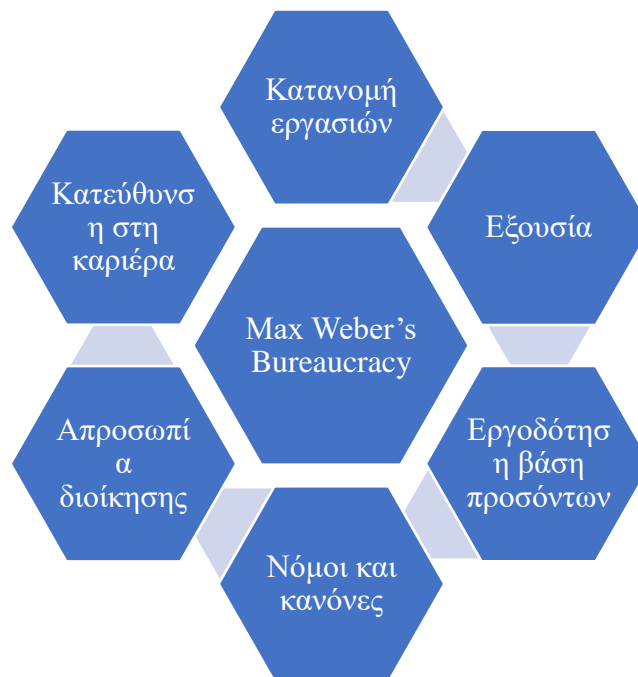 Κατανομή
εργασιών
Εξουσία
Εργοδότησ
η βάση
προσόντων
Νόμοι και
κανόνες
Απροσωπί
α
διοίκησης
Κατεύθυνσ
η στη
καριέρα
Max Weber’s
Bureaucracy